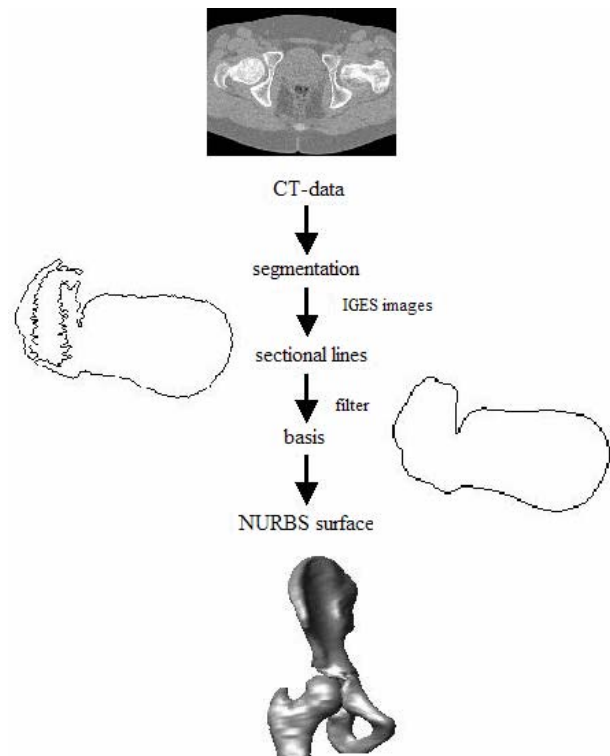 CT-data
segmentation
IGES images
sectional lines
filter
basis
NURBS surface